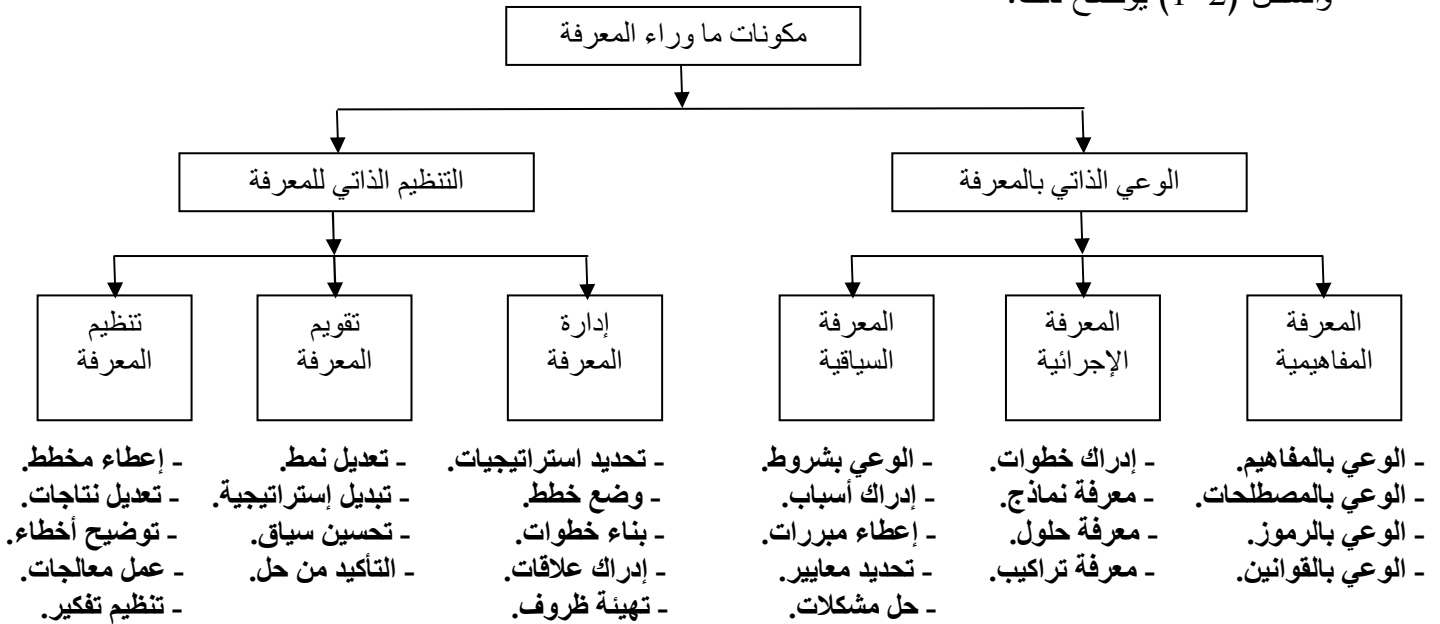 (2-1)
مكونات ما وراء المعرفة
الوعي الذاتي بالمعرفة
التنظيم الذاتي للمعرفة
المعرفة
المفاهيمية
المعرفة
الإجرائية
المعرفة
السياقية
إدارة
المعرفة
تقويم
المعرفة
تنظيم
المعرفة
- الوعي بالمفاهيم.
- الوعي بالمصطلحات.
- الوعي بالرموز.
- الوعي بالقوانين.
- إدراك خطوات.
- معرفة نماذج.
- معرفة حلول.
- معرفة تراكيب.
- الوعي بشروط.
- إدراك أسباب.
- إعطاء مبررات.
- تحديد معايير.
- حل مشكلات.
- تحديد استراتيجيات.
- وضع خطط.
- بناء خطوات.
- إدراك علاقات.
- تهيئة ظروف.
- تعديل نمط.
- تبديل إستراتيجية.
- تحسين سياق.
- التأكيد من حل.
- إعطاء مخطط.
- تعديل نتاجات.
- توضيح أخطاء.
- عمل معالجات.
- تنظيم تفكير.